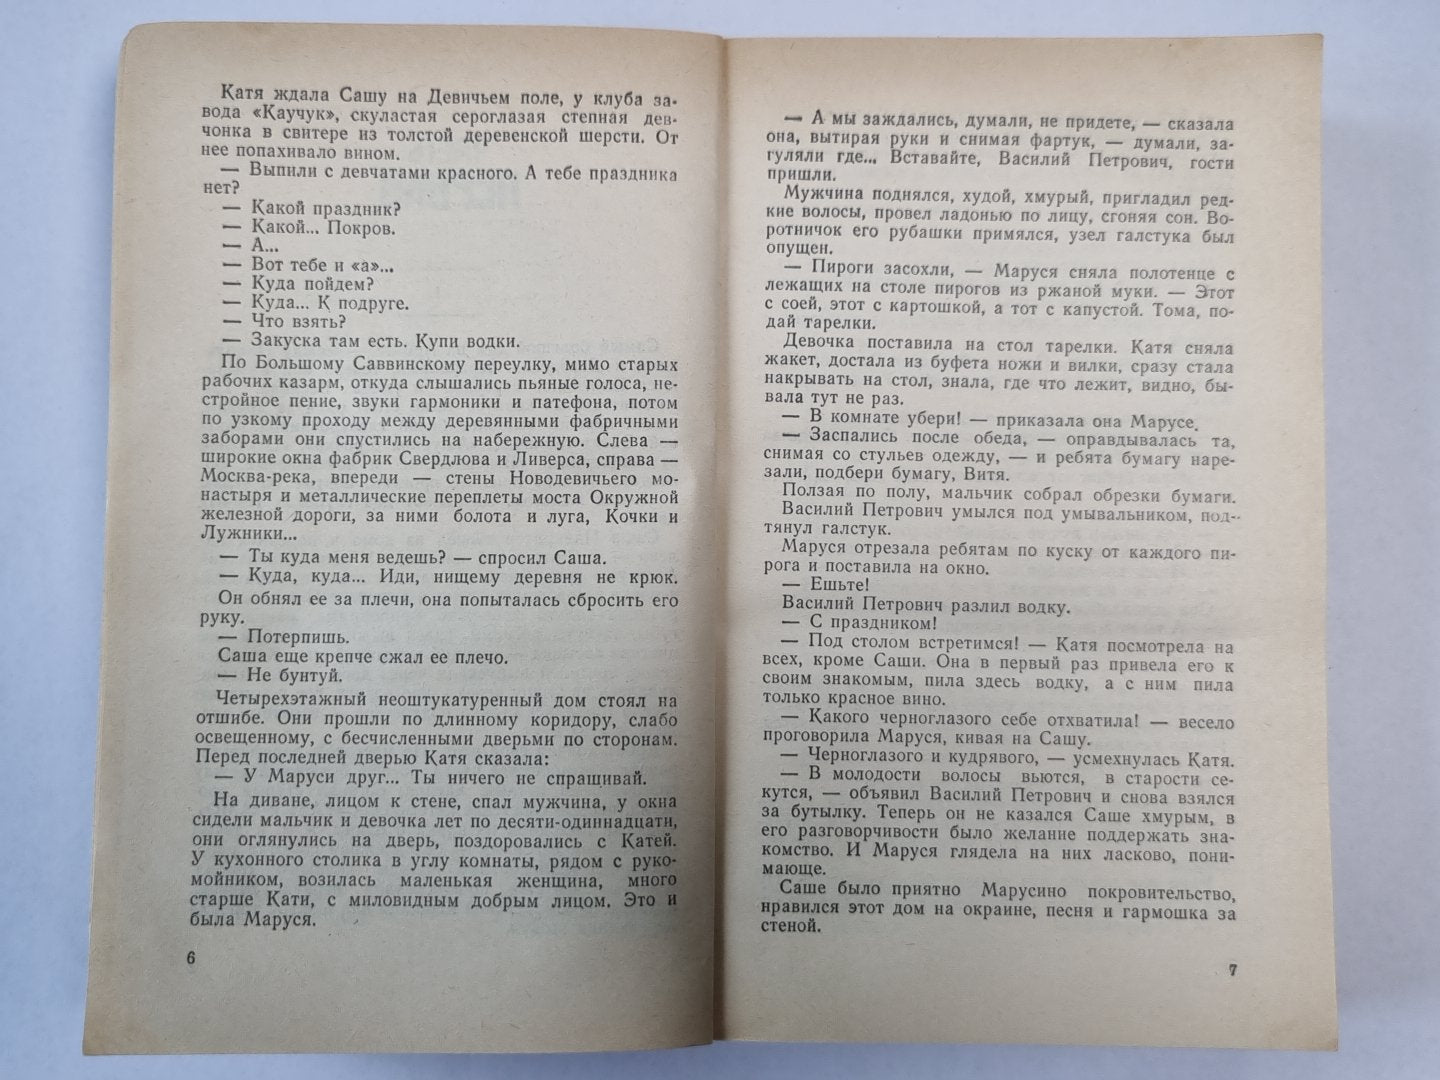 Катя ждала Сашу на Девичьем поле, у клуба за-
вода «Каучук», скуластая сероглазая степная дев-
чонка в свитере из толстой деревенской шерсти. От
нее попахивало вином.
— Выпили с девчатами красного. А тебе праздника
нет?
— Какой праздник?
— Какой... Покров.
— А...
— Вот тебе и «а»...
— Куда пойдем?
— Куда... К подруге.
— Что взять?
— Закуска там есть. Купи водки.
По Большому Саввинскому переулку, мимо старых
рабочих казарм, откуда слышались пьяные голоса, не-
стройное пение, звуки гармоники и патефона, потом
по узкому проходу между деревянными фабричными
заборами они спустились на набережную. Слева —
широкие окна фабрик Свердлова и Ливерса, справа —
Москва-река, впереди — стены Новодевичьего мо-
настыря и металлические переплеты моста Окружной
железной дороги, за ними болота и луга, Кочки и
Лужники...
— Ты куда меня ведешь? — спросил Саша.
— Куда, куда... Иди, нищему деревня не крюк.
Он обнял ее за плечи, она попыталась сбросить его
руку.
— Потерпишь.
Саша еще крепче сжал ее плечо.
— Не бунтуй.
Четырехэтажный неоштукатуренный дом стоял на
отшибе. Они прошли по длинному коридору, слабо
освещенному, с бесчисленными дверьми по сторонам.
Перед последней дверью Катя сказала:
— У Маруси друг... Ты ничего не спрашивай.
На диване, лицом к стене, спал мужчина, у окна
сидели мальчик и девочка лет по десяти-одиннадцати,
они оглянулись на дверь, поздоровались с Катей.
У кухонного столика в углу комнаты, рядом с руко-
мойником, возилась маленькая женщина, много
старше Кати, с миловидным добрым лицом. Это и
была Маруся.
6
— А мы заждались, думали, не придете, — сказала
она, вытирая руки и снимая фартук, — думали, за-
гуляли где... Вставайте, Василий Петрович, гости
пришли.
Мужчина поднялся, худой, хмурый, пригладил ред-
кие волосы, провел ладонью по лицу, сгоняя сон. Во-
ротничок его рубашки примялся, узел галстука был
опущен.
— Пироги засохли, — Маруся сняла полотенце с
лежащих на столе пирогов из ржаной муки. — Этот
с соей, этот с картошкой, а тот с капустой. Тома, по-
дай тарелки.
Девочка поставила на стол тарелки. Катя сняла
жакет, достала из буфета ножи и вилки, сразу стала
накрывать на стол, знала, где что лежит, видно, бы-
вала тут не раз.
— В комнате убери! — приказала она Марусе.
— Заспались после обеда, — оправдывалась та,
снимая со стульев одежду, — и ребята бумагу наре-
зали, подбери бумагу, Витя.
Ползая по полу, мальчик собрал обрезки бумаги.
Василий Петрович умылся под умывальником, под-
тянул галстук.
Маруся отрезала ребятам по куску от каждого пи-
рога и поставила на окно.
— Ешьте!
Василий Петрович разлил водку.
— С праздником!
— Под столом встретимся! — Катя посмотрела на
всех, кроме Саши. Она в первый раз привела его к
своим знакомым, пила здесь водку, а с ним пила
только красное вино.
— Какого черноглазого себе отхватила! — весело
проговорила Маруся, кивая на Сашу.
— Черноглазого и кудрявого, — усмехнулась Катя.
— В молодости волосы вьются, в старости се-
кутся, — объявил Василий Петрович и снова взялся
за бутылку. Теперь он не казался Саше хмурым, в
его разговорчивости было желание поддержать зна-
комство. И Маруся глядела на них ласково, пони-
мающе.
Саше было приятно Марусино покровительство,
нравился этот дом на окраине, песня и гармошка за
стеной.
7